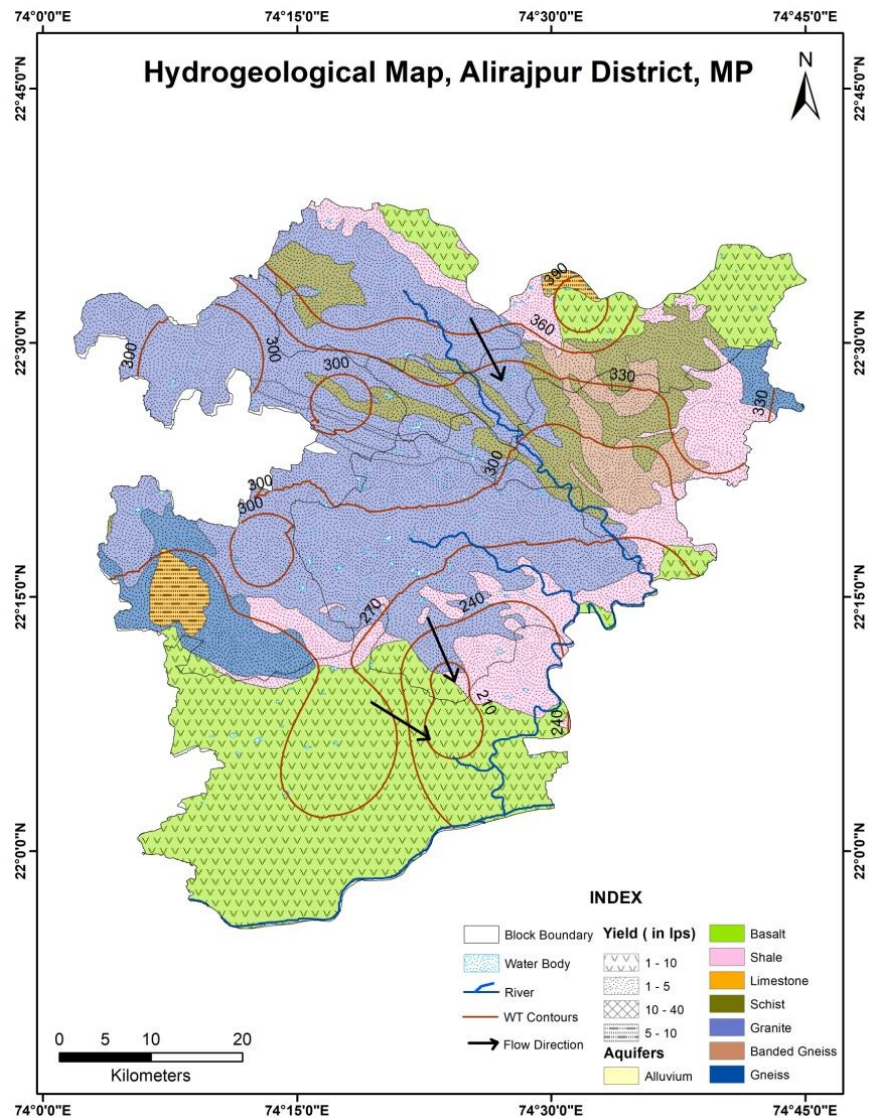 74°0'0"E 74°15'0"E 74°30'0"E 74°45'0"E
Hydrogeological Map, Alirajpur District, MP
N
22°45'0"N 22°45'0"N
390
360
22°30'0"N 22°30'0"N
300 300 300 330 330
300
300
300
22°15'0"N 22°15'0"N
270 240
210 240
22°0'0"N 22°0'0"N
INDEX
Block Boundary
Water Body
River
WT Contours
Flow Direction
Yield ( in lps)
1 - 10
1 - 5
10 - 40
5 - 10
Aquifers
Alluvium
Basalt
Shale
Limestone
Schist
Granite
Banded Gneiss
Gneiss
0 5 10 20
Kilometers
74°0'0"E 74°15'0"E 74°30'0"E 74°45'0"E